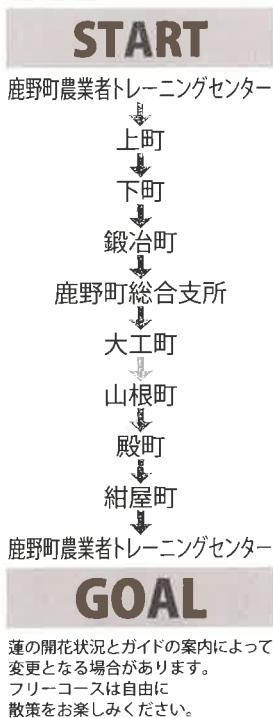 START
鹿野町農業者トレーニングセンター
上町
下町
鍛冶町
鹿野町総合支所
大工町
山根町
殿町
紺屋町
鹿野町農業者トレーニングセンター
GOAL
蓮の開花状況とガイドの案内によって
変更となる場合があります。
フリーコースは自由に
散策をお楽しみください。